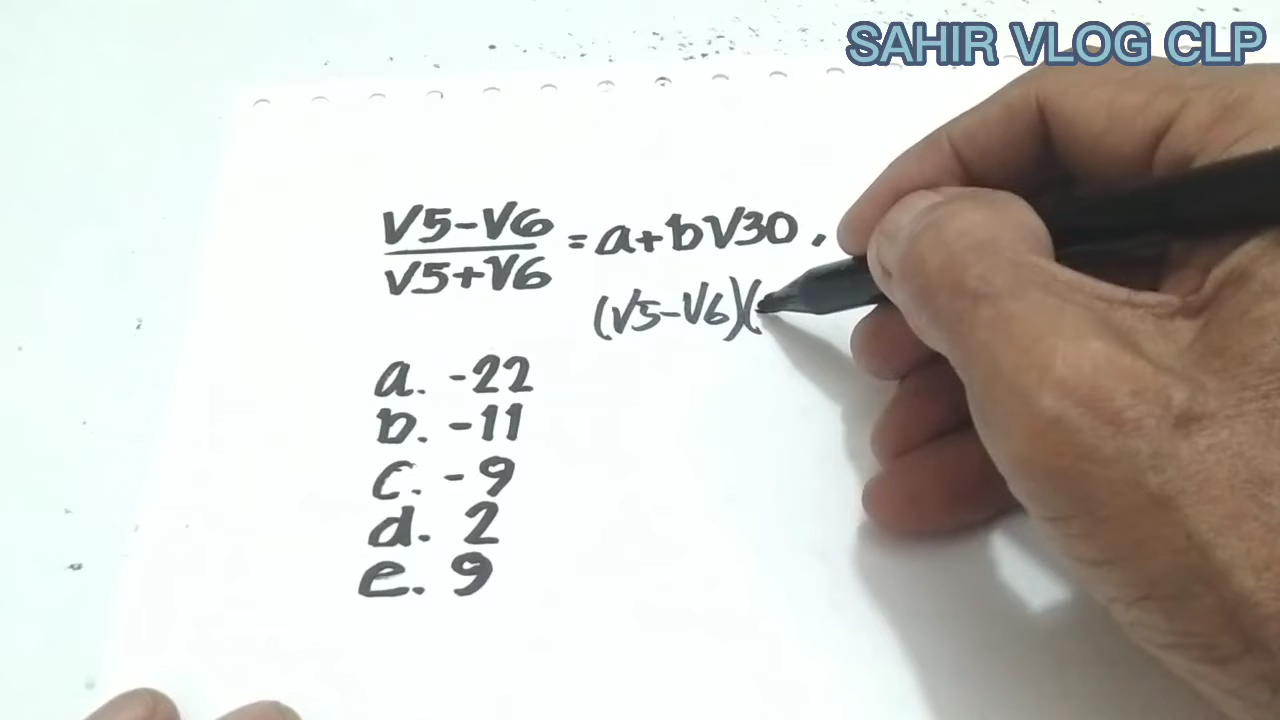 SAHIR VLOG CLP
√5-√6
√5+√6
= a+b√30.
(√5-√6)(
a. -22
b. -11
c. -9
d. 2
e. 9